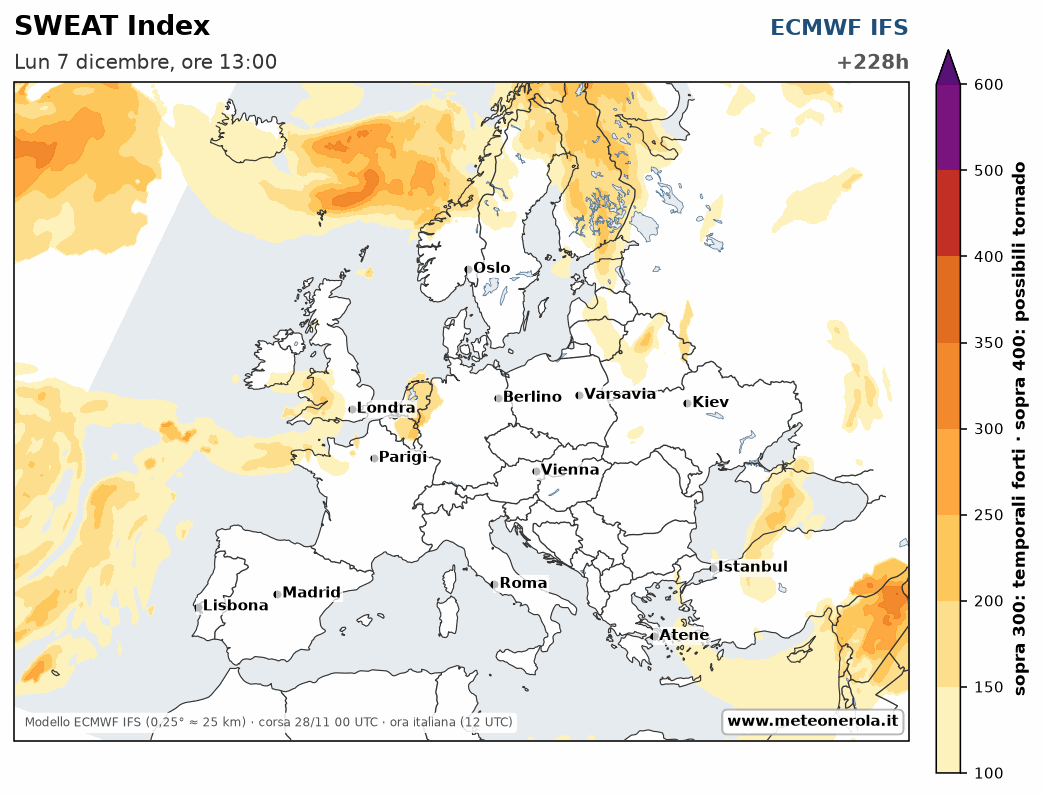 SWEAT Index
ECMWF IFS
Lun 7 dicembre, ore 13:00
+228h
Oslo
Londra
Berlino
Varsavia
Kiev
Parigi
Vienna
Istanbul
Roma
Madrid
Lisbona
Atene
Modello ECMWF IFS (0,25° ≈ 25 km) · corsa 28/11 00 UTC · ora italiana (12 UTC)
www.meteonerola.it
600
500
400
350
300
250
200
150
100
sopra 300: temporali forti · sopra 400: possibili tornado